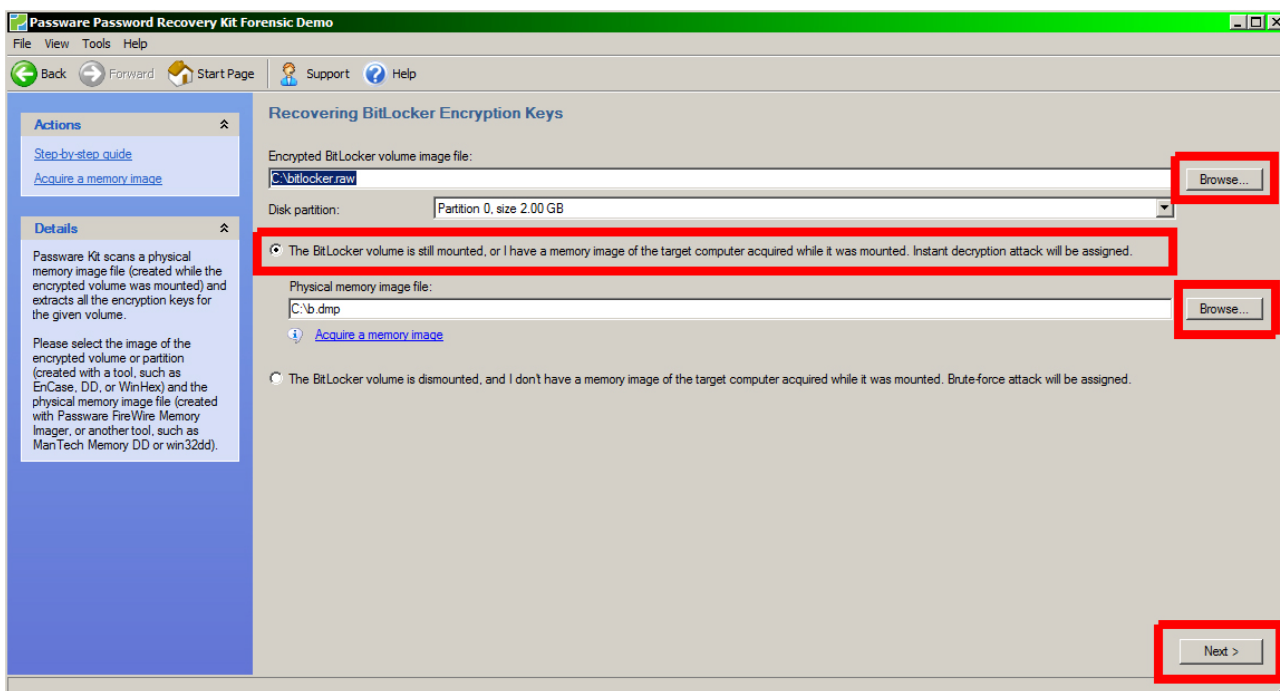 Passware Password Recovery Kit Forensic Demo
File View Tools Help
Back Forward Start Page Support Help
Actions
Step-by-step guide
Acquire a memory image
Details
Passware Kit scans a physical
memory image file (created while the
encrypted volume was mounted) and
extracts all the encryption keys for
the given volume.
Please select the image of the
encrypted volume or partition
(created with a tool, such as
EnCase, DD, or WinHex) and the
physical memory image file (created
with Passware FireWire Memory
Imager, or another tool, such as
ManTech Memory DD or win32dd).
Recovering BitLocker Encryption Keys
Encrypted BitLocker volume image file:
C:\bitlocker.raw
Browse...
Disk partition: Partition 0, size 2.00 GB
The BitLocker volume is still mounted, or I have a memory image of the target computer acquired while it was mounted. Instant decryption attack will be assigned.
Physical memory image file:
C:\b.dmp
Browse...
Acquire a memory image
The BitLocker volume is dismounted, and I don't have a memory image of the target computer acquired while it was mounted. Brute-force attack will be assigned.
Next >